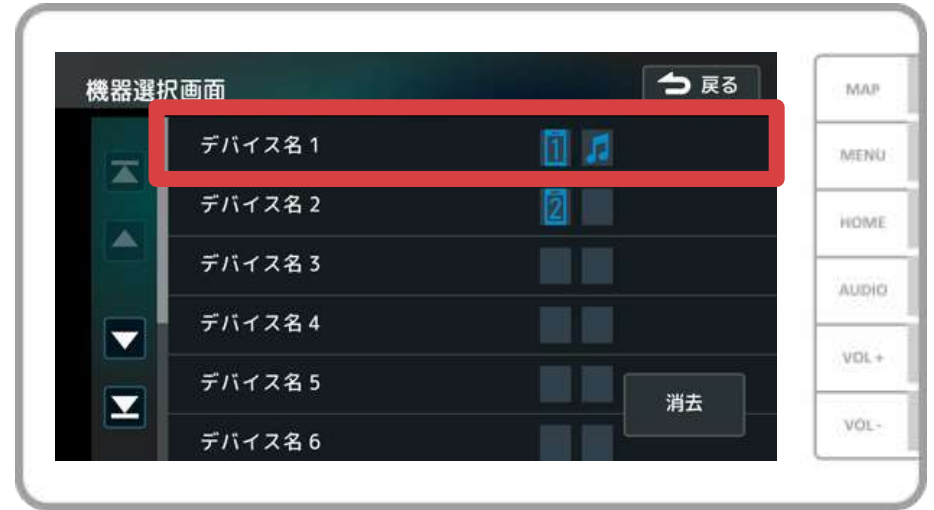 機器選択画面
戻る
デバイス名 1
1
デバイス名 2
2
デバイス名 3
デバイス名 4
デバイス名 5
消去
デバイス名 6
MAP
MENU
HOME
AUDIO
VOL +
VOL -